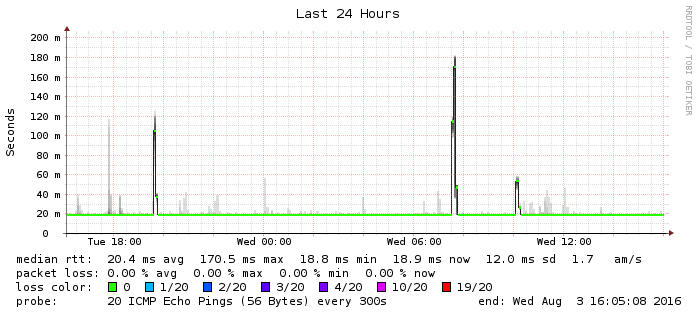 Last 24 Hours
RRDTOOL / TOBI OETIKER
Seconds
200 m
180 m
160 m
140 m
120 m
100 m
80 m
60 m
40 m
20 m
0
Tue 18:00 Wed 00:00 Wed 06:00 Wed 12:00
median rtt: 20.4 ms avg 170.5 ms max 18.8 ms min 18.9 ms now 12.0 ms sd 1.7 am/s
packet loss: 0.00 % avg 0.00 % max 0.00 % min 0.00 % now
loss color: 0 1/20 2/20 3/20 4/20 10/20 19/20
probe: 20 ICMP Echo Pings (56 Bytes) every 300s end: Wed Aug 3 16:05:08 2016